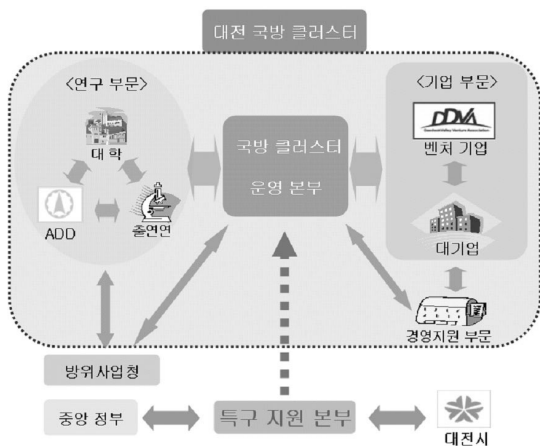 대전 국방 클러스터
<연구 부문>
대 학
ADD
출연연
국방 클러스터
운영 본부
<기업 부문>
DDVA
벤처 기업
대기업
경영지원 부문
방위사업청
중앙 정부
특구 지원 본부
대전시